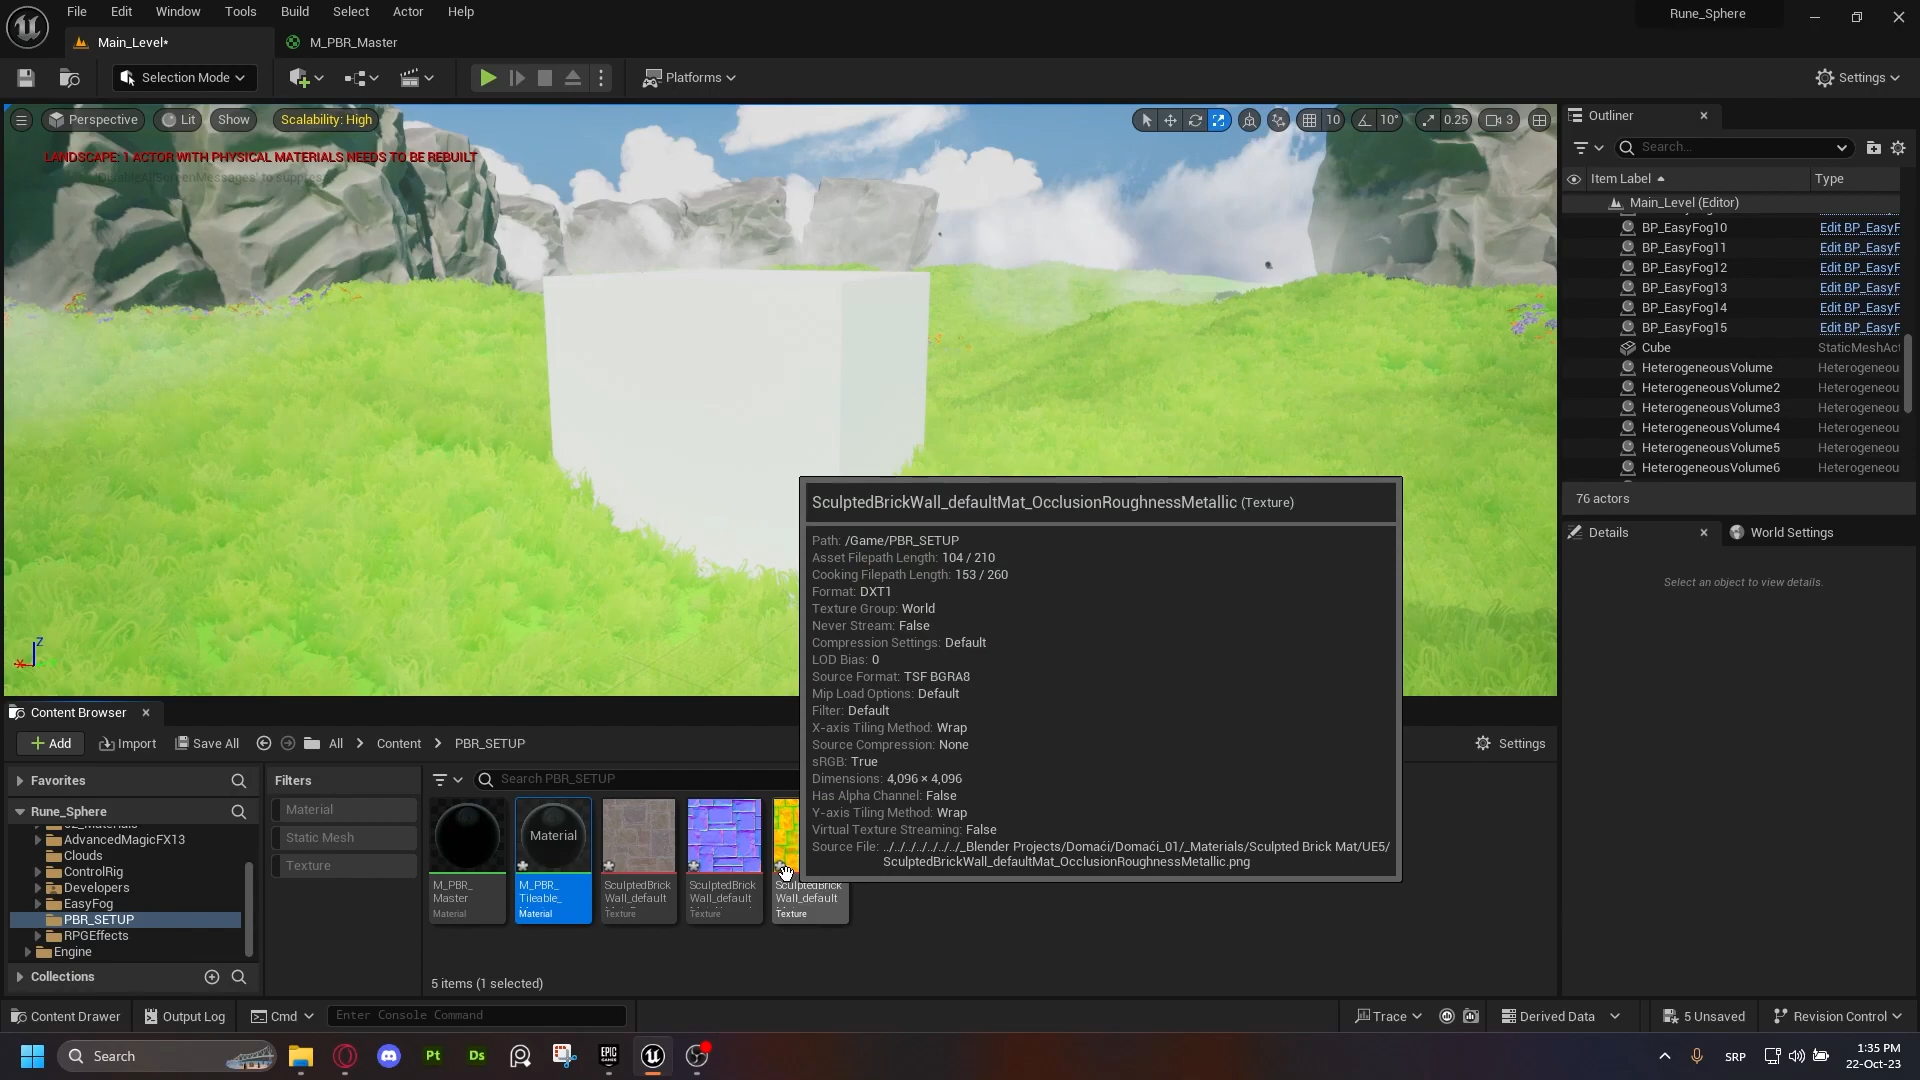 File Edit Window Tools Build Select Actor Help
Rune_Sphere
Main_Level*
M_PBR_Master
Selection Mode
Platforms
Settings
Perspective
Lit
Show
Scalability: High
10
10°
0.25
3
LANDSCAPE: 1 ACTOR WITH PHYSICAL MATERIALS NEEDS TO BE REBUILT
Outliner
Search...
Item Label
Type
Main_Level (Editor)
BP_EasyFog10 Edit BP_EasyF
BP_EasyFog11 Edit BP_EasyF
BP_EasyFog12 Edit BP_EasyF
BP_EasyFog13 Edit BP_EasyF
BP_EasyFog14 Edit BP_EasyF
BP_EasyFog15 Edit BP_EasyF
Cube StaticMeshAct
HeterogeneousVolume Heterogeneou
HeterogeneousVolume2 Heterogeneou
HeterogeneousVolume3 Heterogeneou
HeterogeneousVolume4 Heterogeneou
HeterogeneousVolume5 Heterogeneou
HeterogeneousVolume6 Heterogeneou
76 actors
Details
World Settings
Select an object to view details.
SculptedBrickWall_defaultMat_OcclusionRoughnessMetallic (Texture)
Path: /Game/PBR_SETUP
Asset Filepath Length: 104 / 210
Cooking Filepath Length: 153 / 260
Format: DXT1
Texture Group: World
Never Stream: False
Compression Settings: Default
LOD Bias: 0
Source Format: TSF BGRA8
Mip Load Options: Default
Filter: Default
X-axis Tiling Method: Wrap
Source Compression: None
sRGB: True
Dimensions: 4,096 × 4,096
Has Alpha Channel: False
Y-axis Tiling Method: Wrap
Virtual Texture Streaming: False
Source File: ../../../../../../../_Blender Projects/Domaći/Domaći_01/_Materials/Sculpted Brick Mat/UE5/
SculptedBrickWall_defaultMat_OcclusionRoughnessMetallic.png
Content Browser
Add
Import
Save All
All
Content
PBR_SETUP
Settings
Favorites
Rune_Sphere
AdvancedMagicFX13
Clouds
ControlRig
Developers
EasyFog
PBR_SETUP
RPGEffects
Engine
Collections
Filters
Material
Static Mesh
Texture
Search PBR_SETUP
M_PBR_
Master
Material
Material
M_PBR_
Tileable_
Material
SculptedBrick
Wall_default
Texture
SculptedBrick
Wall_default
Texture
SculptedBrick
Wall_default
Texture
5 items (1 selected)
Content Drawer
Output Log
Cmd
Enter Console Command
Trace
Derived Data
5 Unsaved
Revision Control
Search
Pt
Ds
EPIC
GAMES
SRP
1:35 PM
22-Oct-23